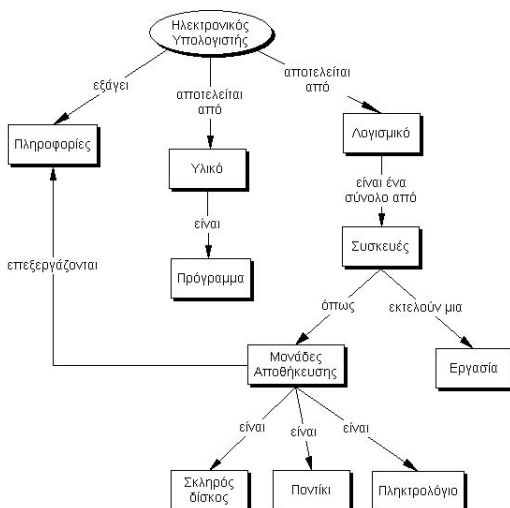 Ηλεκτρονικός
Υπολογιστής
εξάγει
αποτελείται
από
αποτελείται
από
Πληροφορίες
Υλικό
Λογισμικό
είναι
είναι ένα
σύνολο από
Πρόγραμμα
Συσκευές
επεξεργάζονται
όπως
εκτελούν μια
Μονάδες
Αποθήκευσης
Εργασία
είναι
είναι
είναι
Σκληρός
δίσκος
Ποντίκι
Πληκτρολόγιο